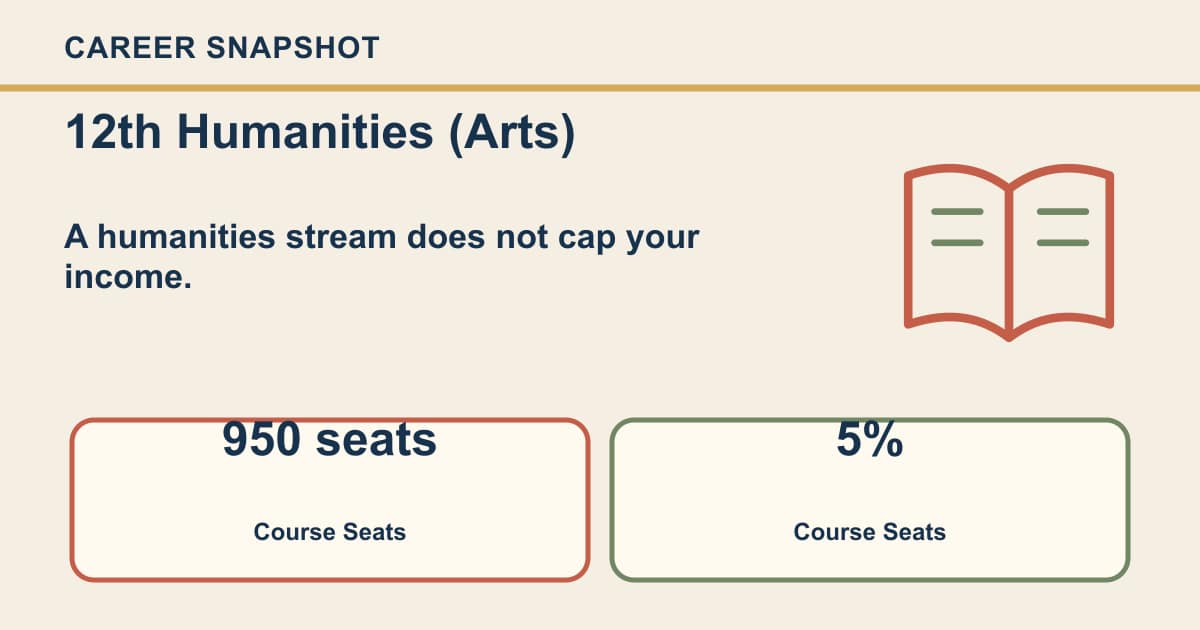 CAREER SNAPSHOT
12th Humanities (Arts)
A humanities stream does not cap your
income.
950 seats
Course Seats
5%
Course Seats